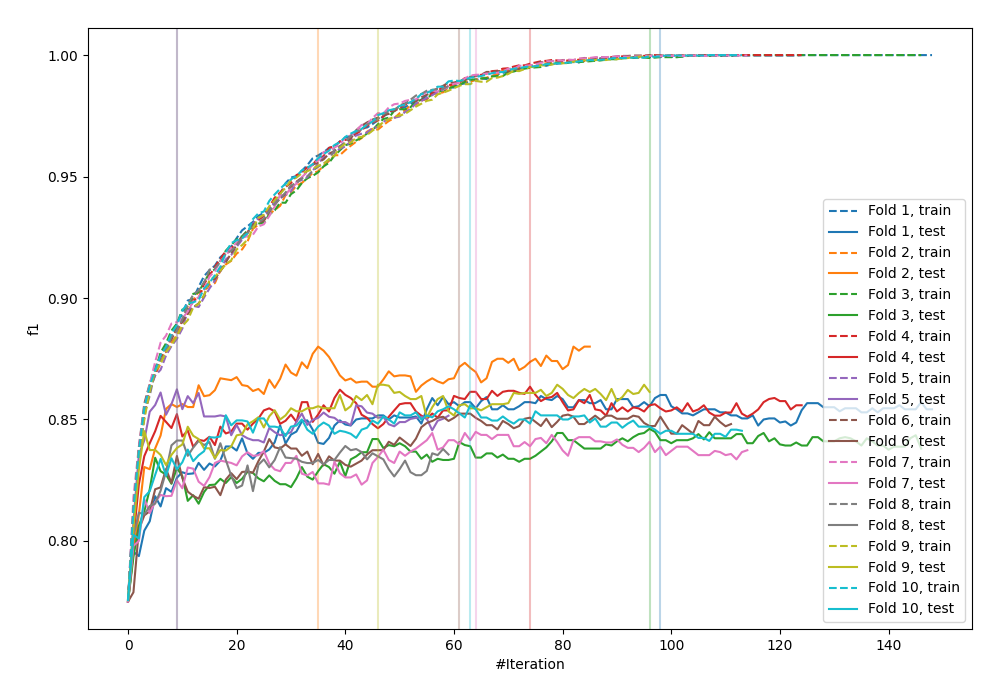 1.00
0.95
0.90
0.85
0.80
f1
0 20 40 60 80 100 120 140
#Iteration
Fold 1, train
Fold 1, test
Fold 2, train
Fold 2, test
Fold 3, train
Fold 3, test
Fold 4, train
Fold 4, test
Fold 5, train
Fold 5, test
Fold 6, train
Fold 6, test
Fold 7, train
Fold 7, test
Fold 8, train
Fold 8, test
Fold 9, train
Fold 9, test
Fold 10, train
Fold 10, test